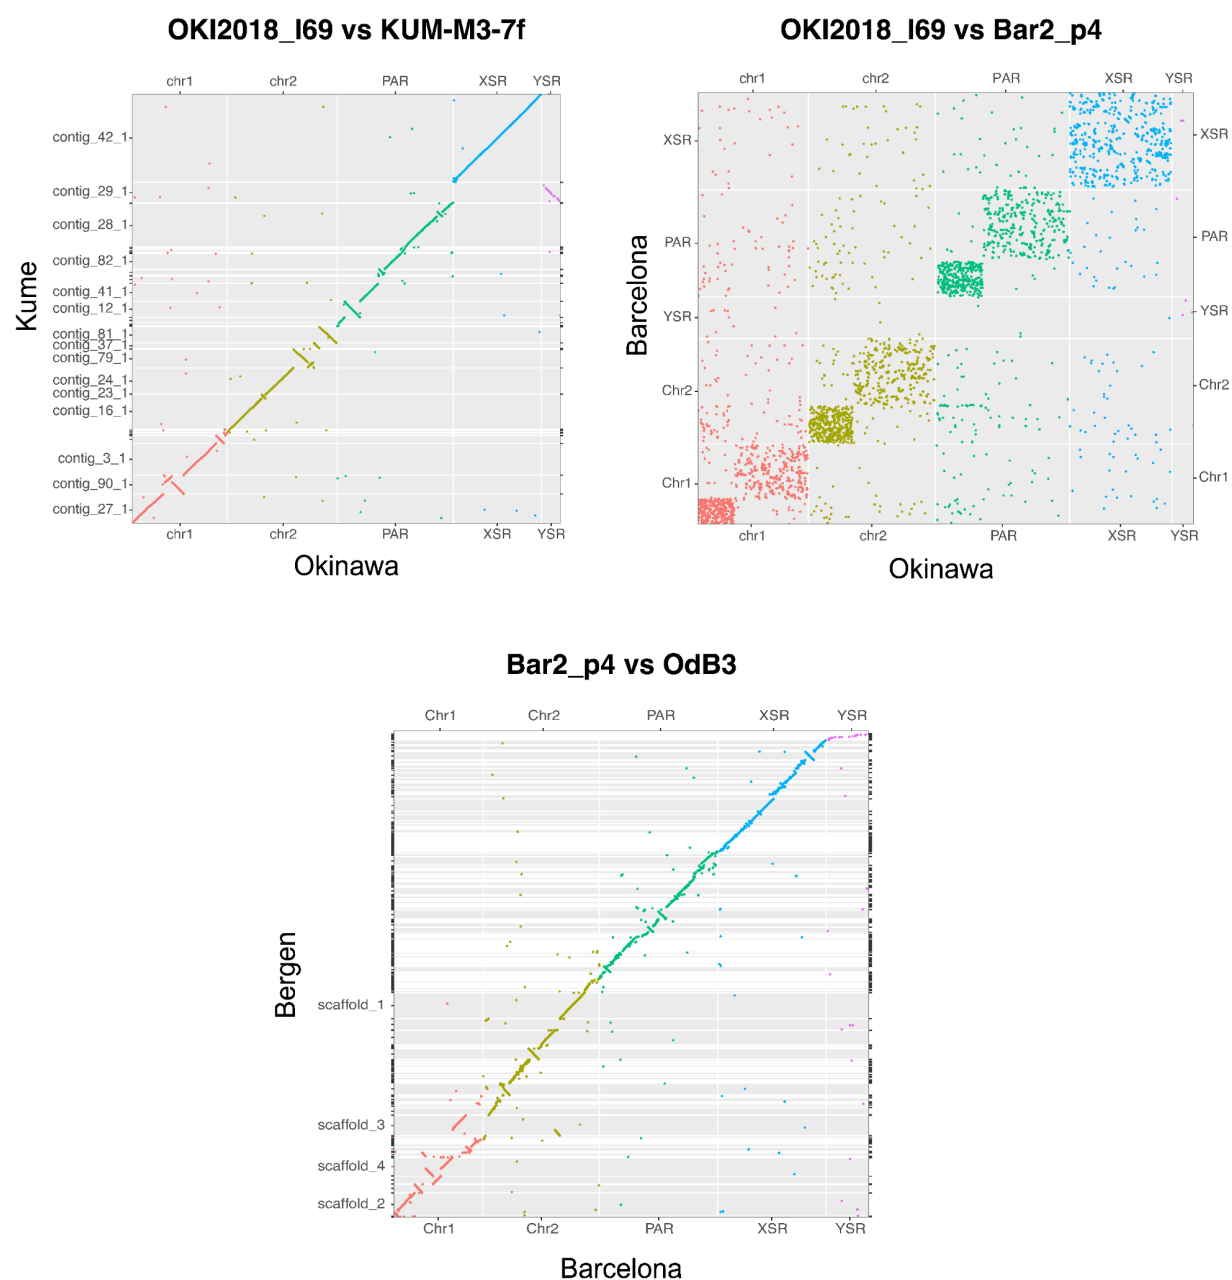 OKI2018_I69 vs KUM-M3-7f
chr1 chr2 PAR XSR YSR
contig_42_1
contig_29_1
contig_28_1
contig_82_1
contig_41_1
contig_12_1
contig_81_1
contig_37_1
contig_79_1
contig_24_1
contig_23_1
contig_16_1
contig_3_1
contig_90_1
contig_27_1
Kume
chr1 chr2 PAR XSR YSR
Okinawa
OKI2018_I69 vs Bar2_p4
chr1 chr2 PAR XSR YSR
XSR XSR
PAR PAR
YSR YSR
Chr2 Chr2
Chr1 Chr1
Barcelona
chr1 chr2 PAR XSR YSR
Okinawa
Bar2_p4 vs OdB3
Chr1 Chr2 PAR XSR YSR
Bergen
scaffold_1
scaffold_3
scaffold_4
scaffold_2
Chr1 Chr2 PAR XSR YSR
Barcelona